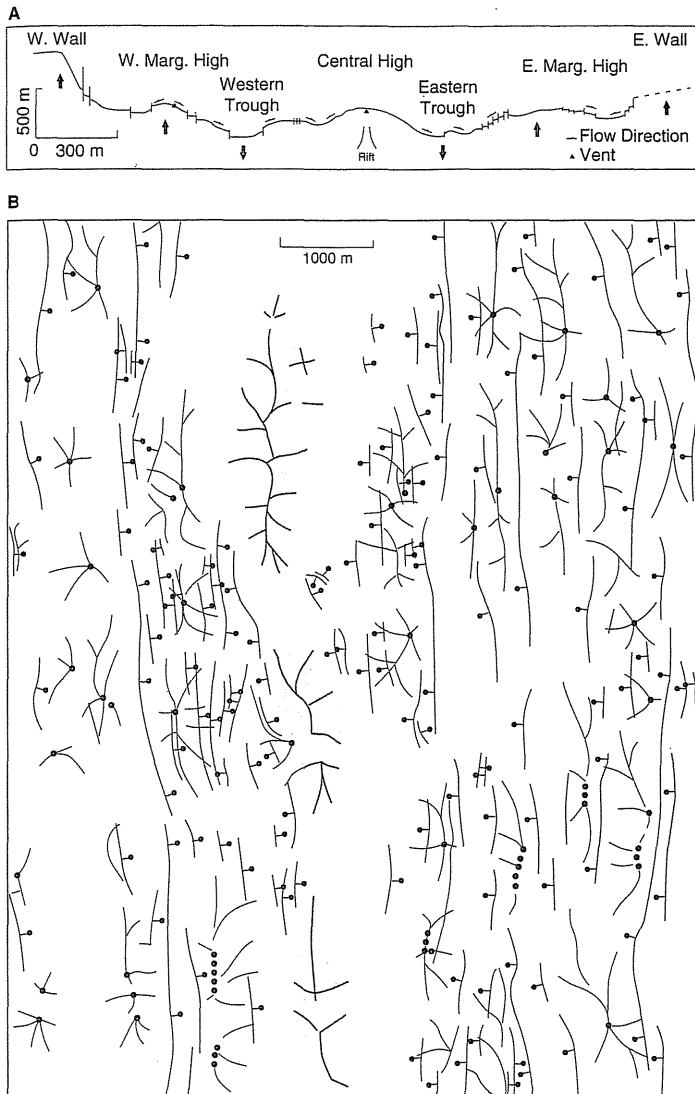 A
W. Wall
E. Wall
W. Marg. High
Central High
E. Marg. High
Western
Trough
Eastern
Trough
500 m
0 300 m
Rift
Flow Direction
Vent
B
1000 m